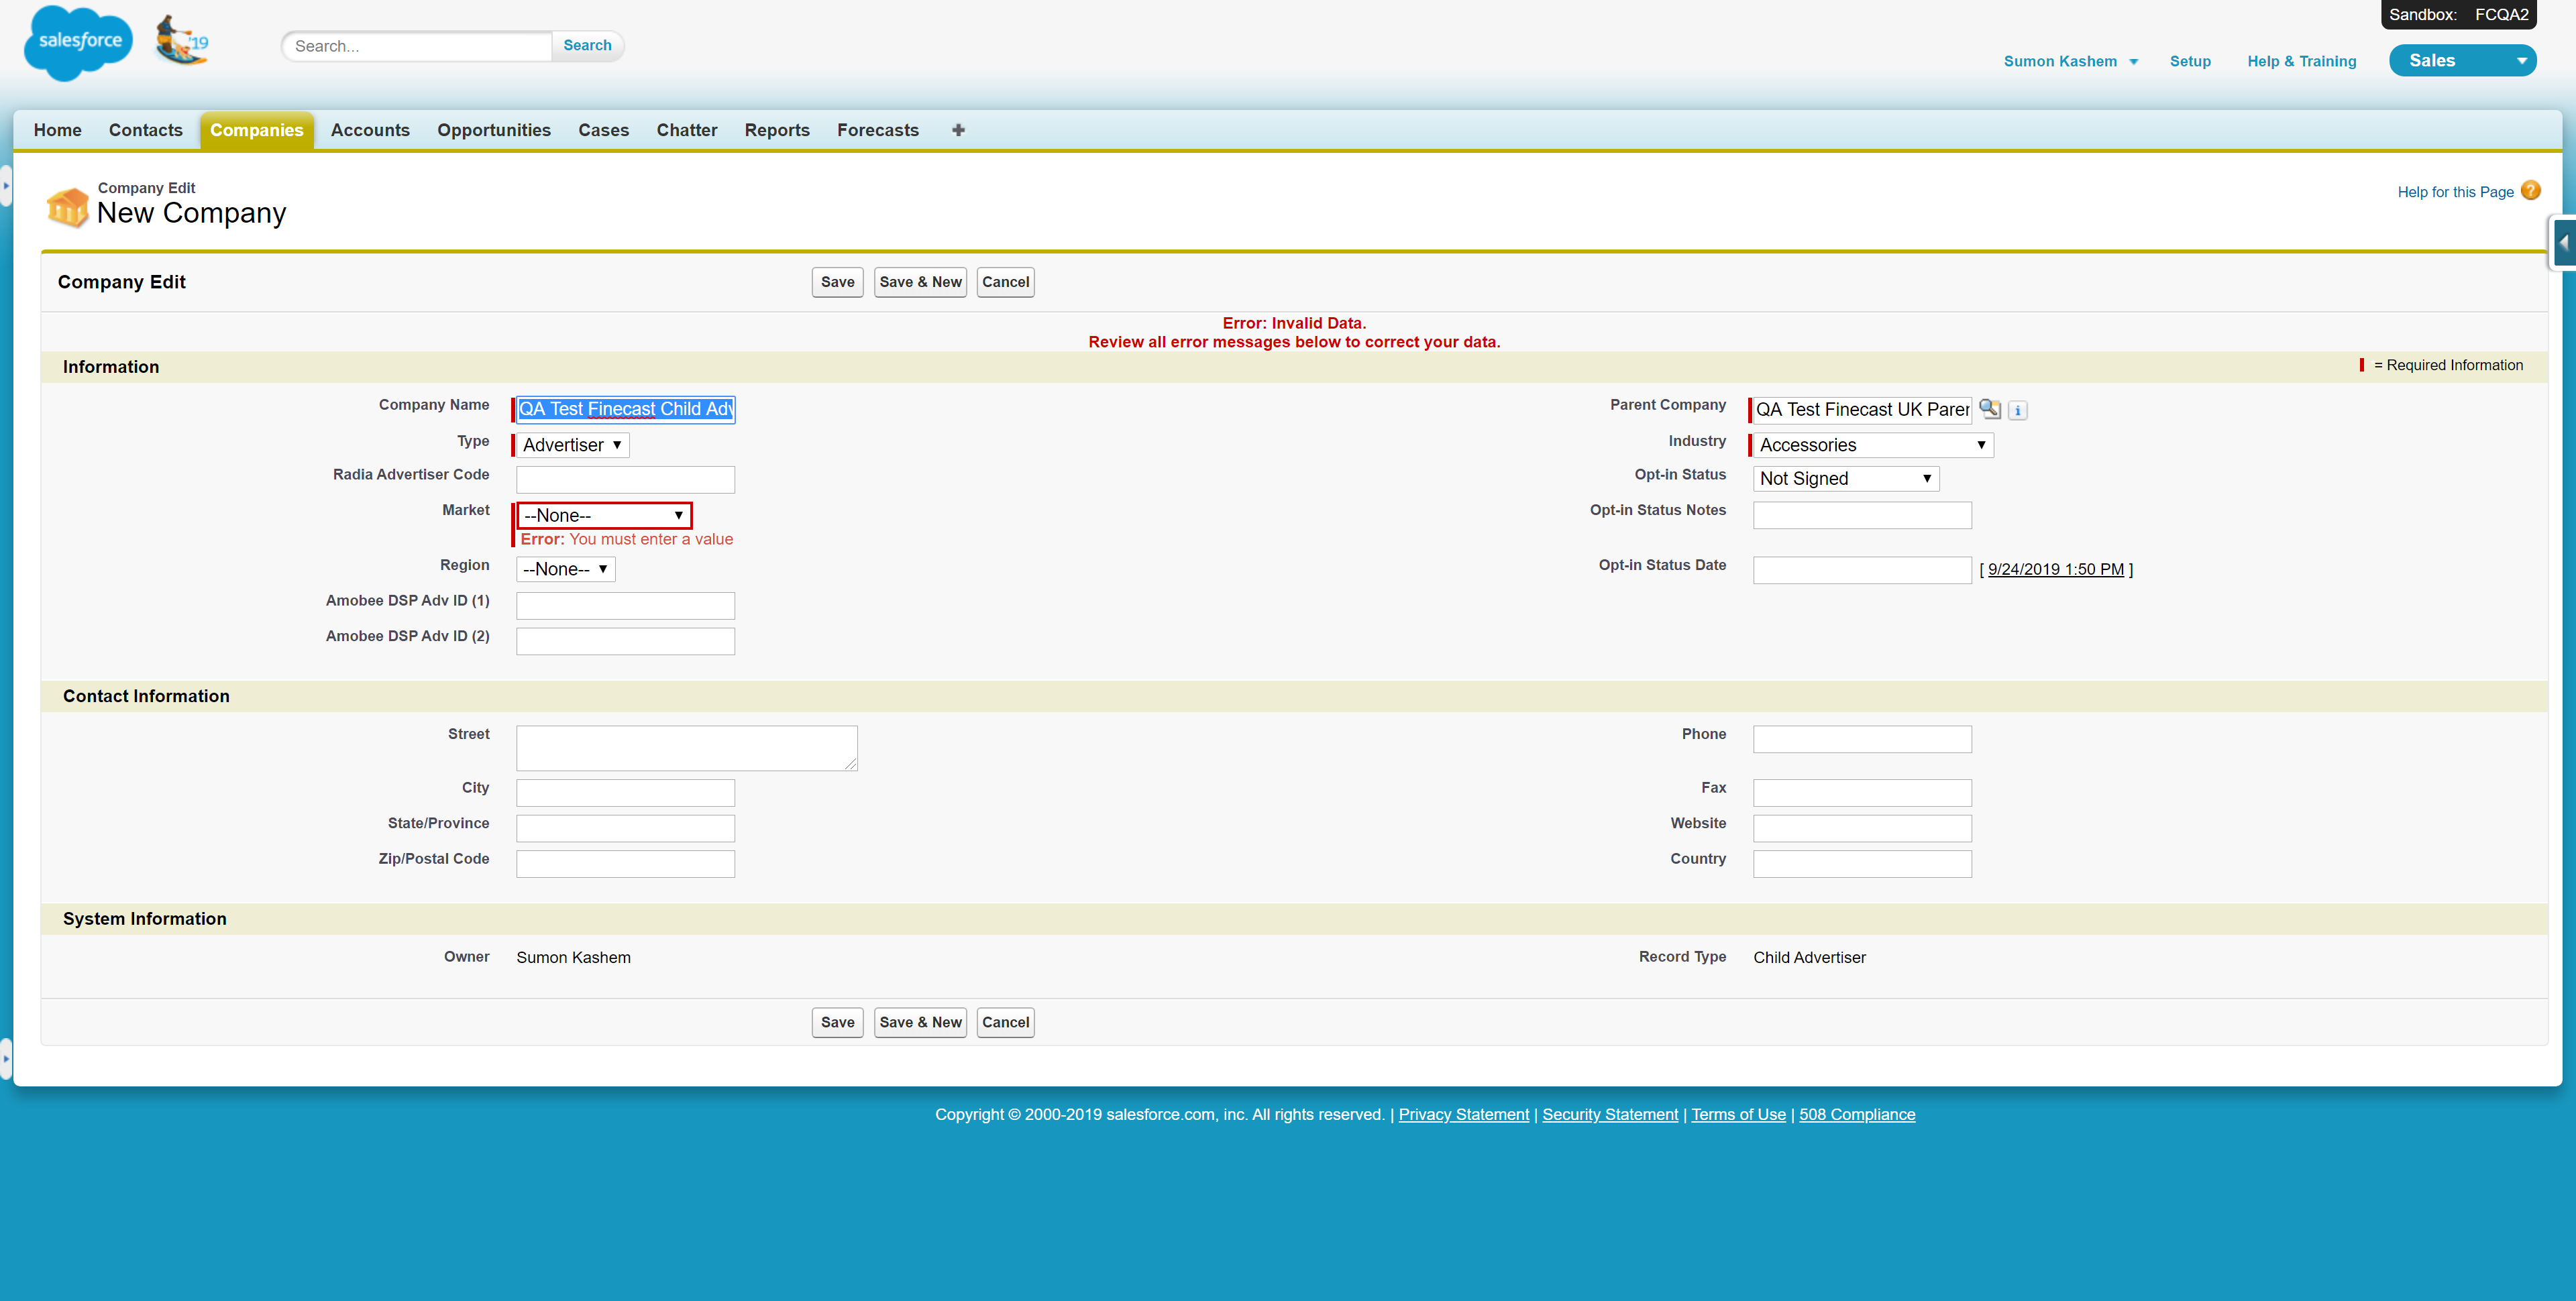 Sandbox: FCQA2
salesforce
'19
Search...
Search
Sumon Kashem
Setup
Help & Training
Sales
Home
Contacts
Companies
Accounts
Opportunities
Cases
Chatter
Reports
Forecasts
Company Edit
New Company
Help for this Page
Company Edit
Save
Save & New
Cancel
Error: Invalid Data.
Review all error messages below to correct your data.
Information
= Required Information
Company Name
QA Test Finecast Child Adv
Parent Company
QA Test Finecast UK Paren
Type
Advertiser
Industry
Accessories
Radia Advertiser Code
Opt-in Status
Not Signed
Market
--None--
Error: You must enter a value
Opt-in Status Notes
Region
--None--
Opt-in Status Date
[ 9/24/2019 1:50 PM ]
Amobee DSP Adv ID (1)
Amobee DSP Adv ID (2)
Contact Information
Street
Phone
City
Fax
State/Province
Website
Zip/Postal Code
Country
System Information
Owner
Sumon Kashem
Record Type
Child Advertiser
Save
Save & New
Cancel
Copyright © 2000-2019 salesforce.com, inc. All rights reserved. | Privacy Statement | Security Statement | Terms of Use | 508 Compliance